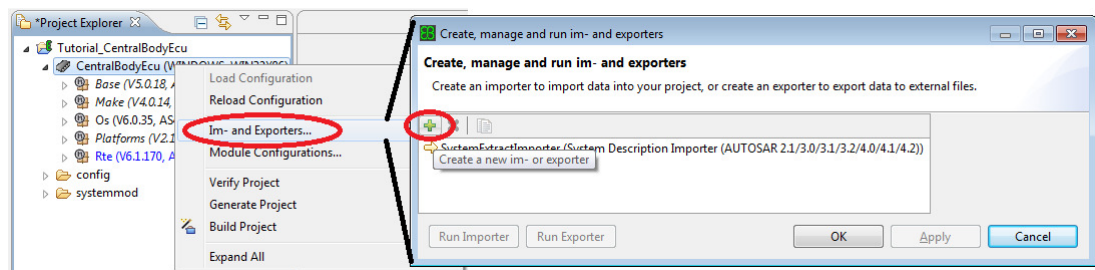 *Project Explorer
Tutorial_CentralBodyEcu
CentralBodyEcu (WINDOWS, WIN32X86)
Base (V5.0.18, A
Make (V4.0.14,
Os (V6.0.35, AS
Platforms (V2.1
Rte (V6.1.170, A
config
systemmod
Load Configuration
Reload Configuration
Im- and Exporters...
Module Configurations...
Verify Project
Generate Project
Build Project
Expand All
Create, manage and run im- and exporters
Create, manage and run im- and exporters
Create an importer to import data into your project, or create an exporter to export data to external files.
SystemExtractImporter (System Description Importer (AUTOSAR 2.1/3.0/3.1/3.2/4.0/4.1/4.2))
Create a new im- or exporter
Run Importer
Run Exporter
OK
Apply
Cancel